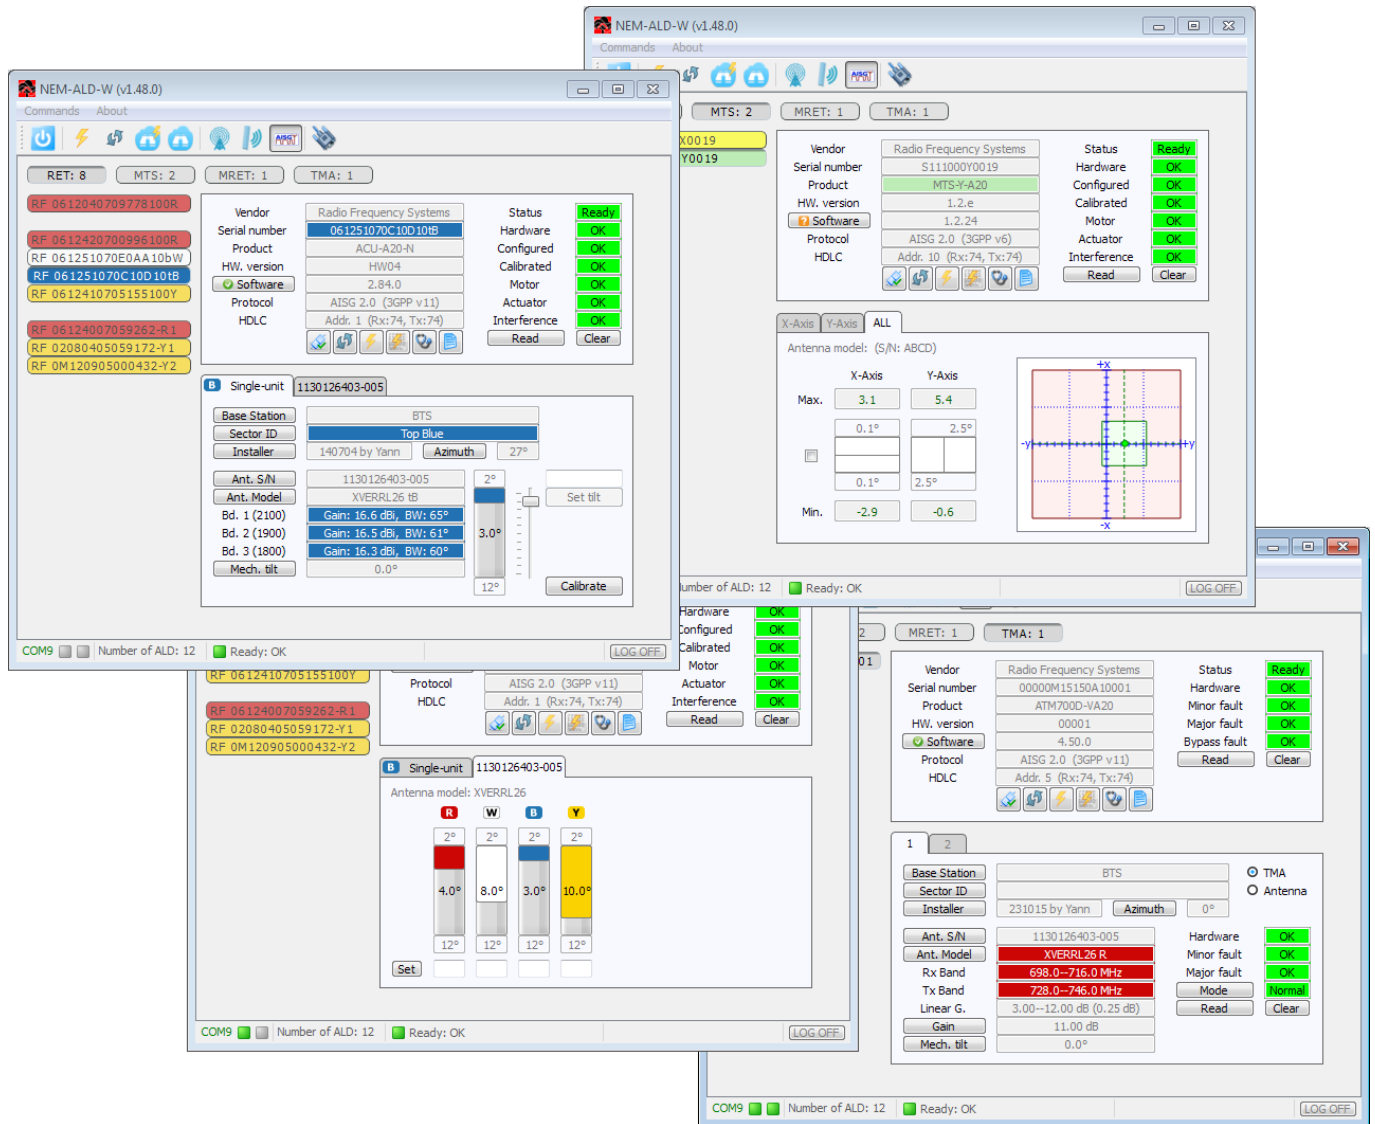 NEM-ALD-W (v1.48.0)
Commands About
MTS: 2 MRET: 1 TMA: 1
X0019
Y0019
Vendor Radio Frequency Systems Status Ready
Serial number S111000Y0019 Hardware OK
Product MTS-Y-A20 Configured OK
HW. version 1.2.e Calibrated OK
Software 1.2.24 Motor OK
Protocol AISG 2.0 (3GPP v6) Actuator OK
HDLC Addr. 10 (Rx:74, Tx:74) Interference OK
Read Clear
X-Axis Y-Axis ALL
Antenna model: (S/N: ABCD)
X-Axis Y-Axis
Max. 3.1 5.4
0.1° 2.5°
0.1° 2.5°
Min. -2.9 -0.6
+x
-y +y
-x
Number of ALD: 12 Ready: OK LOG OFF
NEM-ALD-W (v1.48.0)
Commands About
AISGT
RET: 8 MTS: 2 MRET: 1 TMA: 1
RF 0612040709778100R
RF 0612420700996100R
RF 061251070E0AA10bW
RF 061251070C10D10tB
RF 0612410705155100Y
RF 06124007059262-R1
RF 02080405059172-Y1
RF 0M120905000432-Y2
Vendor Radio Frequency Systems Status Ready
Serial number 061251070C10D10tB Hardware OK
Product ACU-A20-N Configured OK
HW. version HW04 Calibrated OK
Software 2.84.0 Motor OK
Protocol AISG 2.0 (3GPP v11) Actuator OK
HDLC Addr. 1 (Rx:74, Tx:74) Interference OK
Read Clear
B Single-unit 1130126403-005
Base Station BTS
Sector ID Top Blue
Installer 140704 by Yann Azimuth 27°
Ant. S/N 1130126403-005 2°
Ant. Model XVERRL26 tB Set tilt
Bd. 1 (2100) Gain: 16.6 dBi, BW: 65°
Bd. 2 (1900) Gain: 16.5 dBi, BW: 61° 3.0°
Bd. 3 (1800) Gain: 16.3 dBi, BW: 60°
Mech. tilt 0.0°
12° Calibrate
COM9 Number of ALD: 12 Ready: OK LOG OFF
Hardware OK
Configured OK
Calibrated OK
Motor OK
RF 0612410705155100Y Protocol AISG 2.0 (3GPP v11) Actuator OK
HDLC Addr. 1 (Rx:74, Tx:74) Interference OK
RF 06124007059262-R1 Read Clear
RF 02080405059172-Y1
RF 0M120905000432-Y2
B Single-unit 1130126403-005
Antenna model: XVERRL26
R W B Y
2° 2° 2° 2°
4.0° 8.0° 3.0° 10.0°
12° 12° 12° 12°
Set
COM9 Number of ALD: 12 Ready: OK LOG OFF
2 MRET: 1 TMA: 1
01
Vendor Radio Frequency Systems Status Ready
Serial number 00000M15150A10001 Hardware OK
Product ATM700D-VA20 Minor fault OK
HW. version 00001 Major fault OK
Software 4.50.0 Bypass fault OK
Protocol AISG 2.0 (3GPP v11) Read Clear
HDLC Addr. 5 (Rx:74, Tx:74)
1 2
Base Station BTS TMA
Sector ID Antenna
Installer 231015 by Yann Azimuth 0°
Ant. S/N 1130126403-005 Hardware OK
Ant. Model XVERRL26 R Minor fault OK
Rx Band 698.0--716.0 MHz Major fault OK
Tx Band 728.0--746.0 MHz Mode Normal
Linear G. 3.00--12.00 dB (0.25 dB) Read Clear
Gain 11.00 dB
Mech. tilt 0.0°
COM9 Number of ALD: 12 Ready: OK LOG OFF